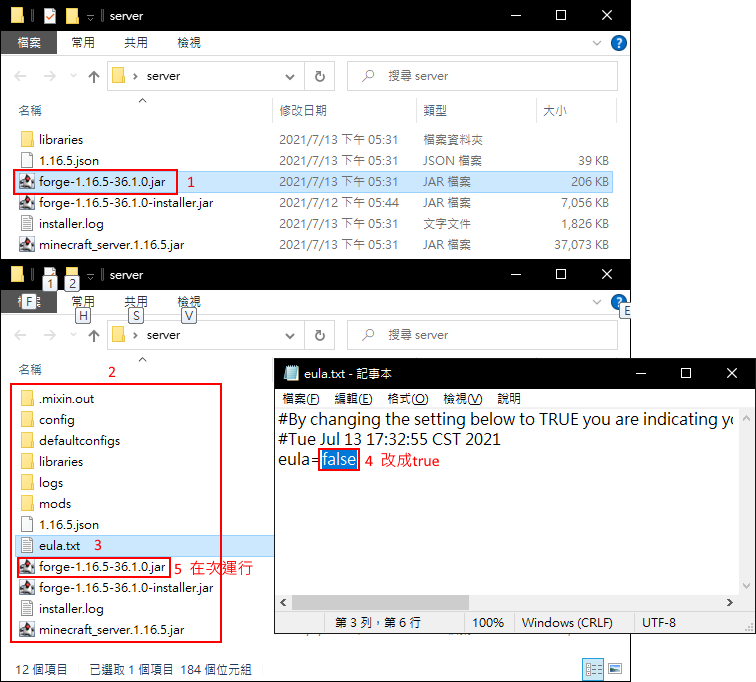 server
檔案 常用 共用 檢視
server 搜尋 server
名稱 修改日期 類型 大小
libraries 2021/7/13 下午 05:31 檔案資料夾
1.16.5.json 2021/7/13 下午 05:31 JSON 檔案 39 KB
forge-1.16.5-36.1.0.jar 1 2021/7/13 下午 05:31 JAR 檔案 206 KB
forge-1.16.5-36.1.0-installer.jar 2021/7/12 下午 05:44 JAR 檔案 7,056 KB
installer.log 2021/7/13 下午 05:31 文字文件 1,826 KB
minecraft_server.1.16.5.jar 2021/7/13 下午 05:31 JAR 檔案 37,073 KB
server
1 2
F 常用 共用 檢視
H S V E
server 搜尋 server
名稱 2
.mixin.out
config
defaultconfigs
libraries
logs
mods
1.16.5.json
eula.txt 3
forge-1.16.5-36.1.0.jar 5 在次運行
forge-1.16.5-36.1.0-installer.jar
installer.log
minecraft_server.1.16.5.jar
12 個項目 已選取 1 個項目 184 個位元組
eula.txt - 記事本
檔案(F) 編輯(E) 格式(O) 檢視(V) 說明
#By changing the setting below to TRUE you are indicating yo
#Tue Jul 13 17:32:55 CST 2021
eula=false 4 改成true
第 3 列，第 6 行 100% Windows (CRLF) UTF-8